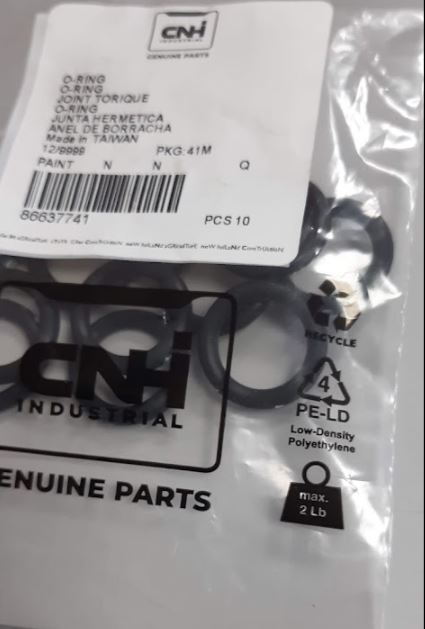 CNH
INDUSTRIAL
GENUINE PARTS
O-RING
O-RING
JOINT TORIQUE
O-RING
JUNTA HERMETICA
ANEL DE BORRACHA
Made In TAIWAN
12/9999 PKG:41M
PAINT N N Q
86637741 PCS 10
RECYCLE
4
PE-LD
Low-Density
Polyethylene
CNH
INDUSTRIAL
ENUINE PARTS
max.
2 Lb